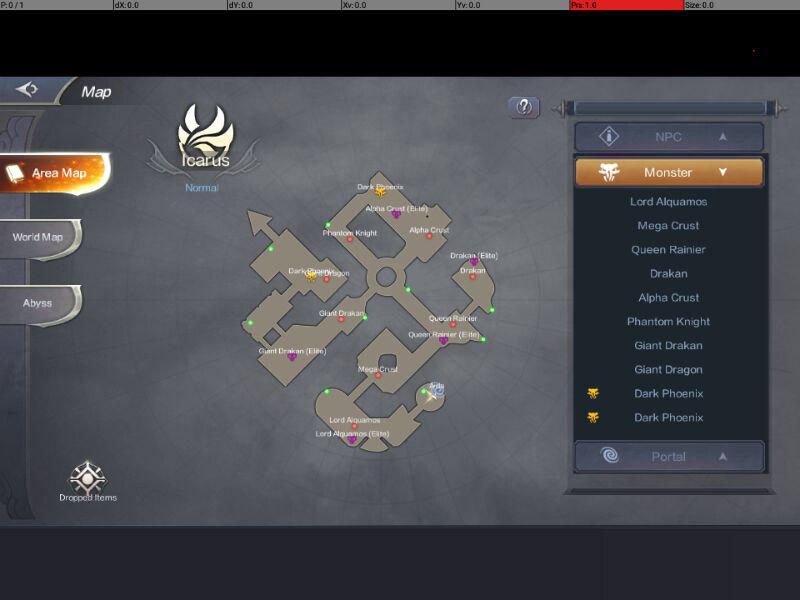 P: 0 / 1 dX: 0.0 dY: 0.0 Xv: 0.0 Yv: 0.0 Prs: 1.0 Size: 0.0
Map
Icarus
Normal
Area Map
World Map
Abyss
Dropped Items
Dark Phoenix
Alpha Crust (Elite)
Phantom Knight
Alpha Crust
Drakan (Elite)
Drakan
Dark Phoenix
Giant Dragon
Giant Drakan
Queen Rainier
Queen Rainier (Elite)
Giant Drakan (Elite)
Mega Crust
Lord Alquamos
Lord Alquamos (Elite)
NPC
Monster
Lord Alquamos
Mega Crust
Queen Rainier
Drakan
Alpha Crust
Phantom Knight
Giant Drakan
Giant Dragon
Dark Phoenix
Dark Phoenix
Portal